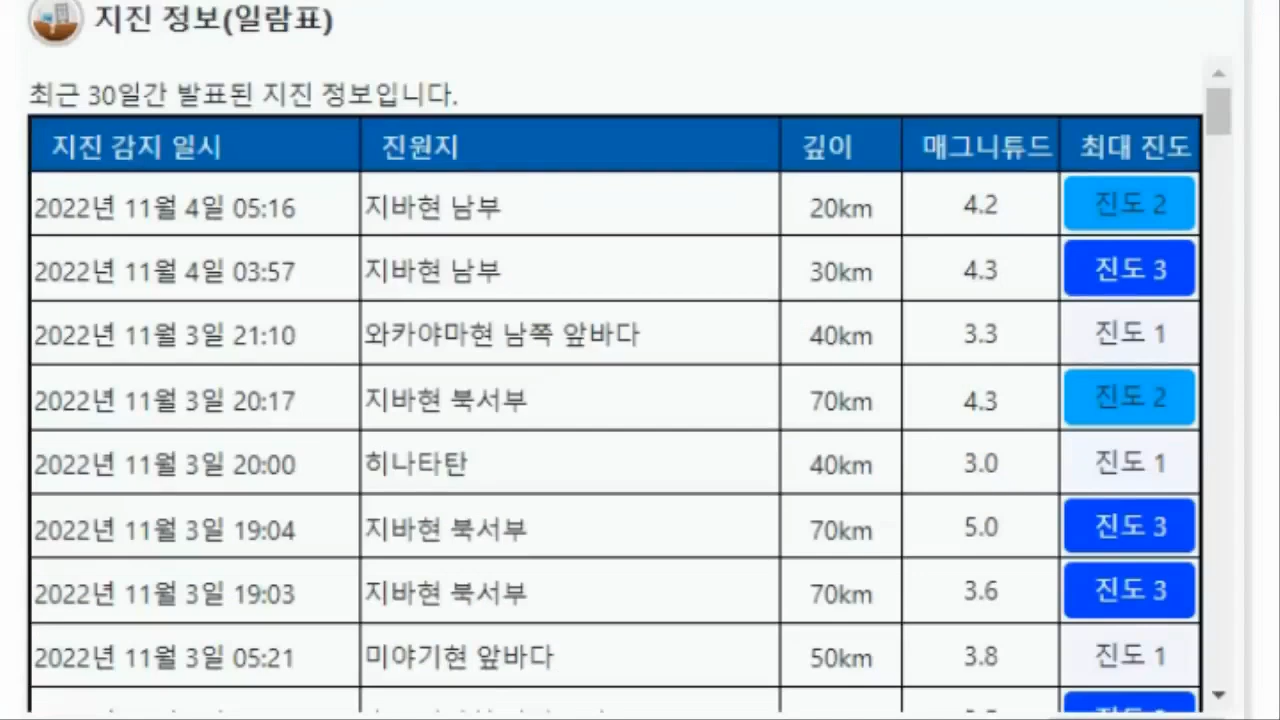 지진 정보(일람표)
최근 30일간 발표된 지진 정보입니다.
지진 감지 일시 진원지 깊이 매그니튜드 최대 진도
2022년 11월 4일 05:16 지바현 남부 20km 4.2 진도 2
2022년 11월 4일 03:57 지바현 남부 30km 4.3 진도 3
2022년 11월 3일 21:10 와카야마현 남쪽 앞바다 40km 3.3 진도 1
2022년 11월 3일 20:17 지바현 북서부 70km 4.3 진도 2
2022년 11월 3일 20:00 히나타탄 40km 3.0 진도 1
2022년 11월 3일 19:04 지바현 북서부 70km 5.0 진도 3
2022년 11월 3일 19:03 지바현 북서부 70km 3.6 진도 3
2022년 11월 3일 05:21 미야기현 앞바다 50km 3.8 진도 1